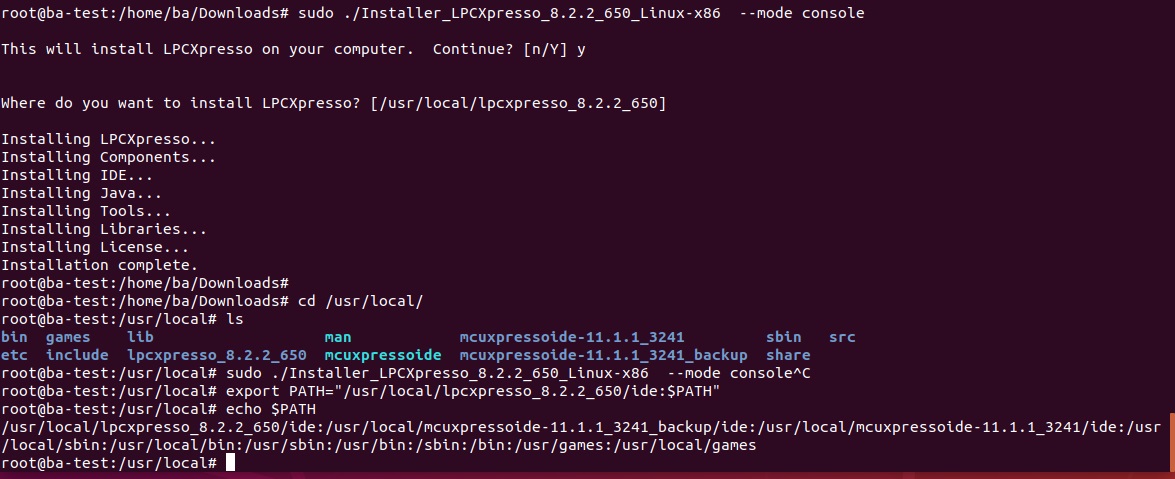 root@ba-test:/home/ba/Downloads# sudo ./Installer_LPCXpresso_8.2.2_650_Linux-x86  --mode console
This will install LPCXpresso on your computer.  Continue? [n/Y] y
Where do you want to install LPCXpresso? [/usr/local/lpcxpresso_8.2.2_650]
Installing LPCXpresso...
Installing Components...
Installing IDE...
Installing Java...
Installing Tools...
Installing Libraries...
Installing License...
Installation complete.
root@ba-test:/home/ba/Downloads#
root@ba-test:/home/ba/Downloads# cd /usr/local/
root@ba-test:/usr/local# ls
bin  games    lib                   man            mcuxpressoide-11.1.1_3241         sbin   src
etc  include  lpcxpresso_8.2.2_650  mcuxpressoide  mcuxpressoide-11.1.1_3241_backup  share
root@ba-test:/usr/local# sudo ./Installer_LPCXpresso_8.2.2_650_Linux-x86  --mode console^C
root@ba-test:/usr/local# export PATH="/usr/local/lpcxpresso_8.2.2_650/ide:$PATH"
root@ba-test:/usr/local# echo $PATH
/usr/local/lpcxpresso_8.2.2_650/ide:/usr/local/mcuxpressoide-11.1.1_3241_backup/ide:/usr/local/mcuxpressoide-11.1.1_3241/ide:/usr
/local/sbin:/usr/local/bin:/usr/sbin:/usr/bin:/sbin:/bin:/usr/games:/usr/local/games
root@ba-test:/usr/local#